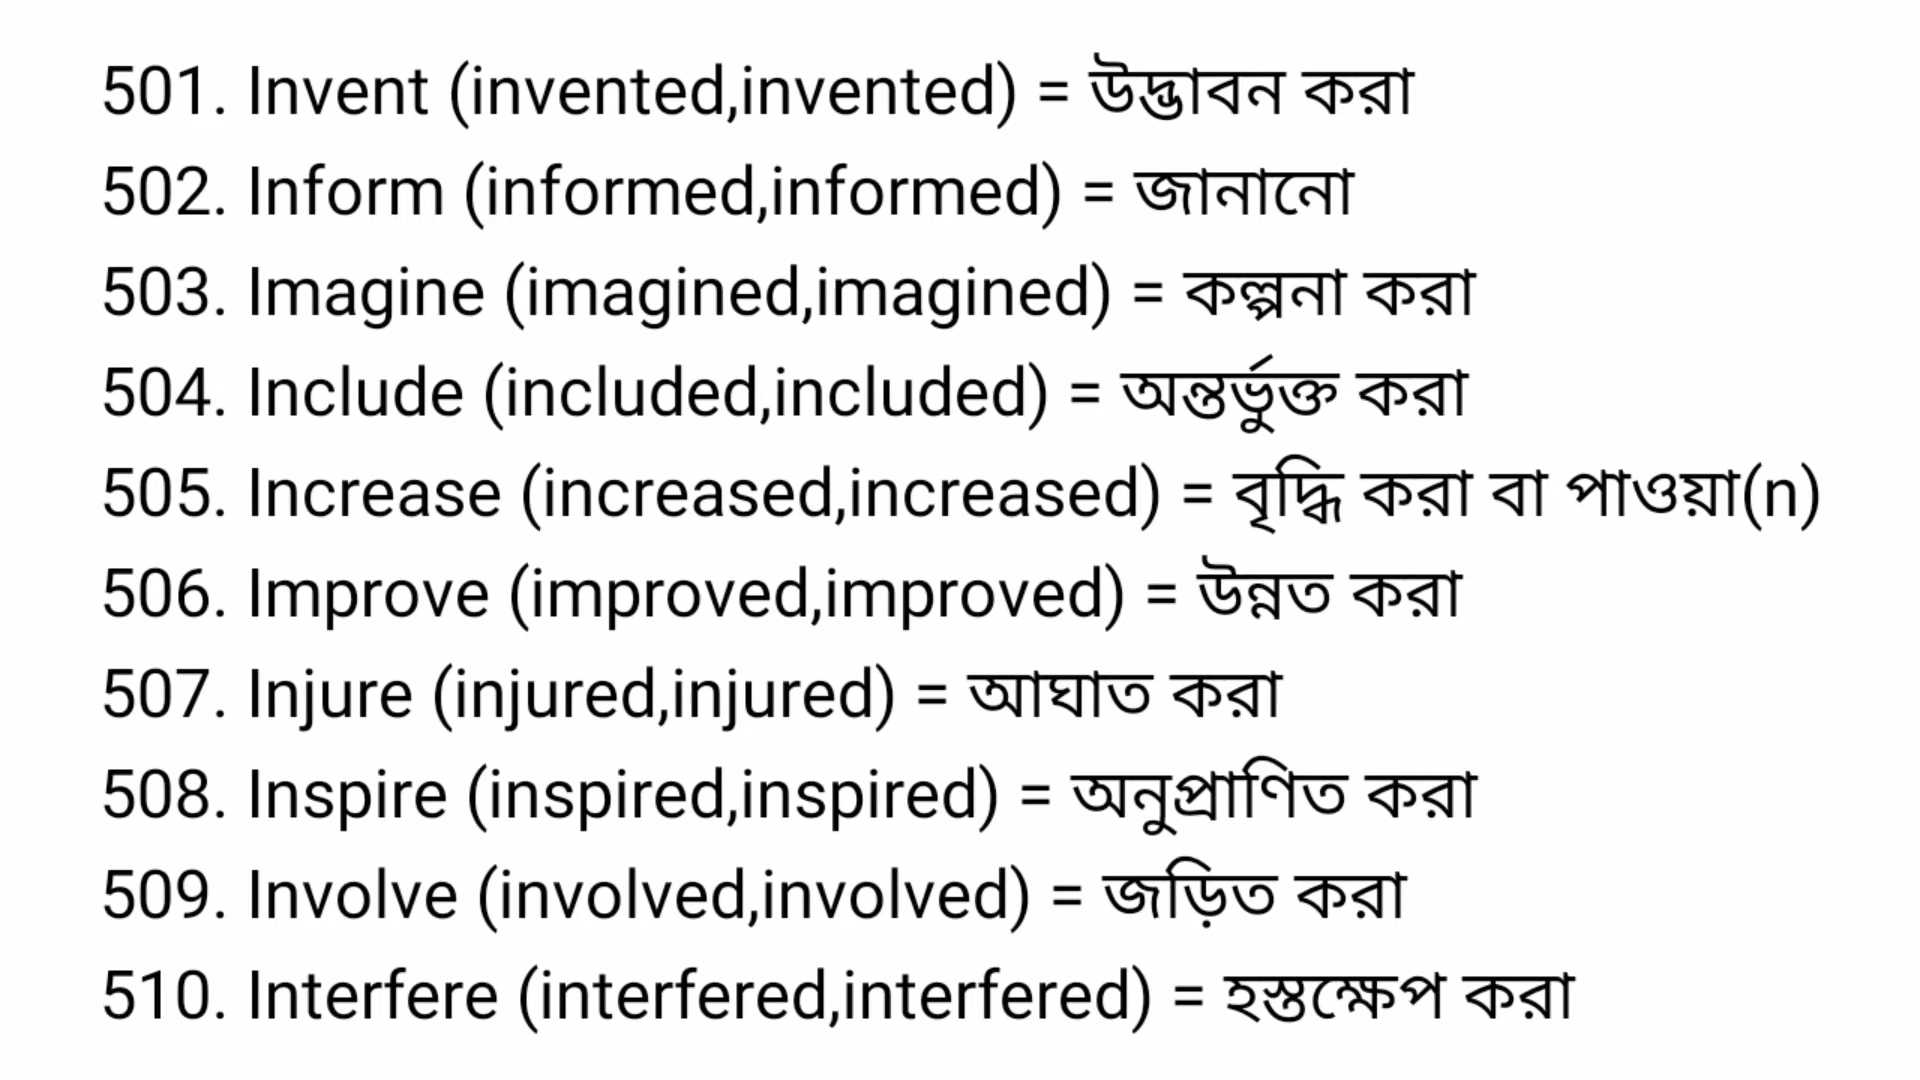 501. Invent (invented,invented) = উদ্ভাবন করা
502. Inform (informed,informed) = জানানো
503. Imagine (imagined,imagined) = কল্পনা করা
504. Include (included,included) = অন্তর্ভুক্ত করা
505. Increase (increased,increased) = বৃদ্ধি করা বা পাওয়া(n)
506. Improve (improved,improved) = উন্নত করা
507. Injure (injured,injured) = আঘাত করা
508. Inspire (inspired,inspired) = অনুপ্রাণিত করা
509. Involve (involved,involved) = জড়িত করা
510. Interfere (interfered,interfered) = হস্তক্ষেপ করা